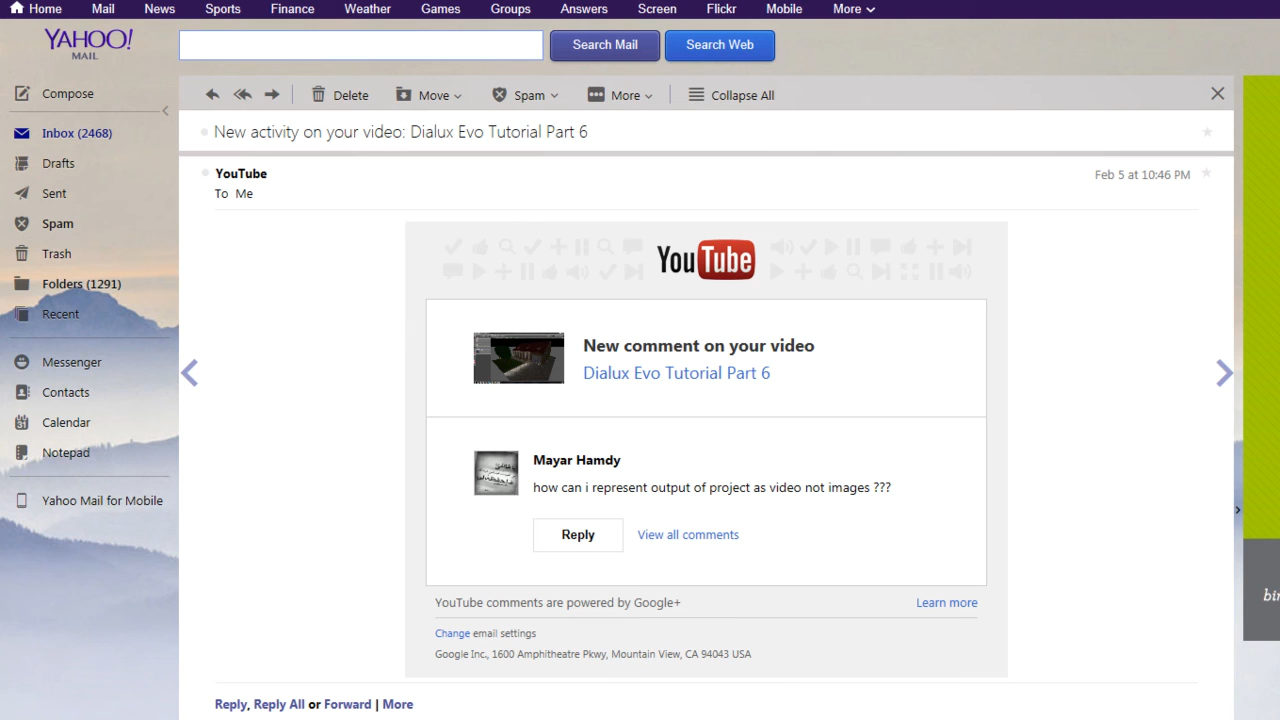 Home Mail News Sports Finance Weather Games Groups Answers Screen Flickr Mobile More
YAHOO!
MAIL
Search Mail Search Web
Compose
Delete Move Spam More Collapse All
Inbox (2468)
New activity on your video: Dialux Evo Tutorial Part 6
Drafts
YouTube
Feb 5 at 10:46 PM
Sent
To Me
Spam
Trash
Folders (1291)
Recent
Messenger
Contacts
Calendar
31
Notepad
Yahoo Mail for Mobile
YouTube
New comment on your video
Dialux Evo Tutorial Part 6
Mayar Hamdy
how can i represent output of project as video not images ???
Reply View all comments
YouTube comments are powered by Google+ Learn more
Change email settings
Google Inc., 1600 Amphitheatre Pkwy, Mountain View, CA 94043 USA
Reply, Reply All or Forward | More